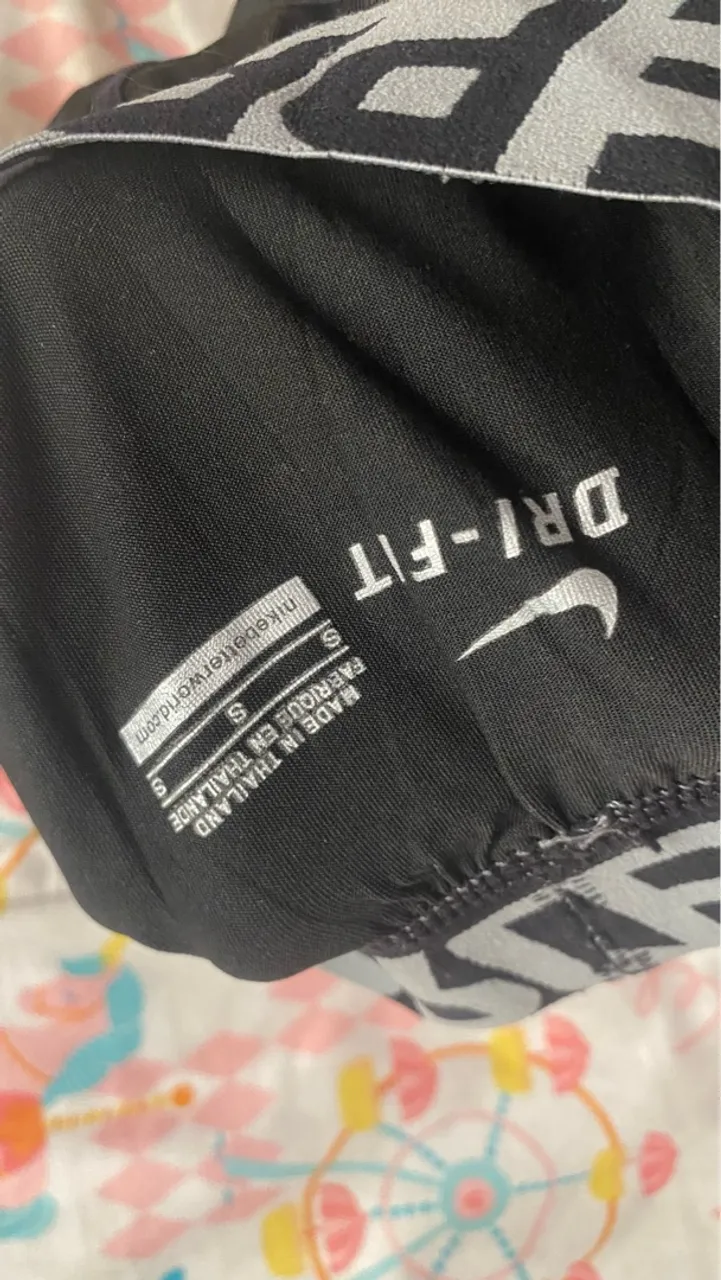 DRI-FIT
nikebetterworld.com
S
S
S
FABRIQUE EN THAILANDE
MADE IN THAILAND